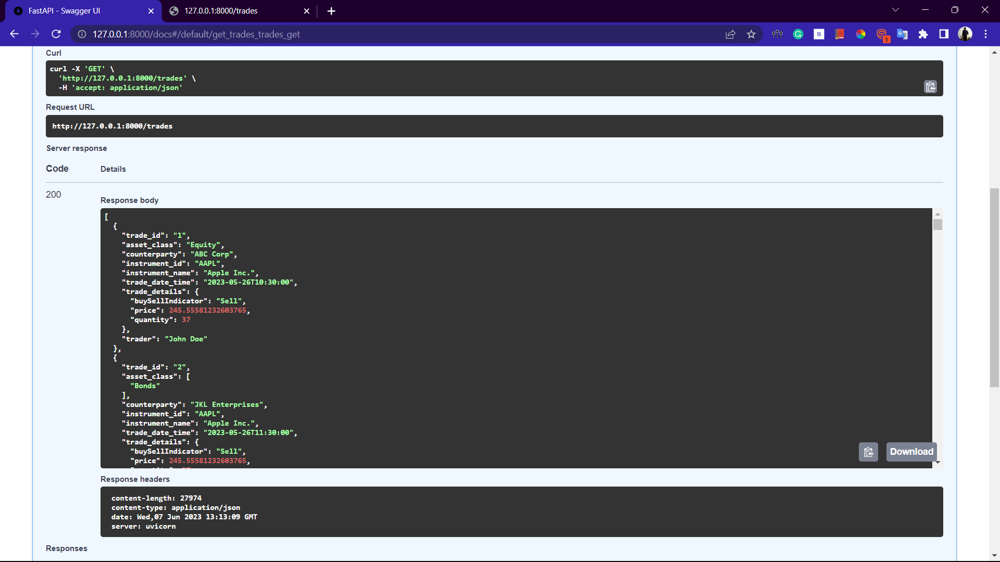 FastAPI - Swagger UI
127.0.0.1:8000/trades
127.0.0.1:8000/docs#/default/get_trades_trades_get
B
1
Curl
curl -X 'GET' \
  'http://127.0.0.1:8000/trades' \
  -H 'accept: application/json'
Request URL
http://127.0.0.1:8000/trades
Server response
Code Details
200
Response body
[
  {
    "trade_id": "1",
    "asset_class": "Equity",
    "counterparty": "ABC Corp",
    "instrument_id": "AAPL",
    "instrument_name": "Apple Inc.",
    "trade_date_time": "2023-05-26T10:30:00",
    "trade_details": {
      "buySellIndicator": "Sell",
      "price": 245.55581232603765,
      "quantity": 37
    },
    "trader": "John Doe"
  },
  {
    "trade_id": "2",
    "asset_class": [
      "Bonds"
    ],
    "counterparty": "JKL Enterprises",
    "instrument_id": "AAPL",
    "instrument_name": "Apple Inc.",
    "trade_date_time": "2023-05-26T11:30:00",
    "trade_details": {
      "buySellIndicator": "Sell",
      "price": 245.55581232603765,
Download
Response headers
content-length: 27974
content-type: application/json
date: Wed,07 Jun 2023 13:13:09 GMT
server: uvicorn
Responses